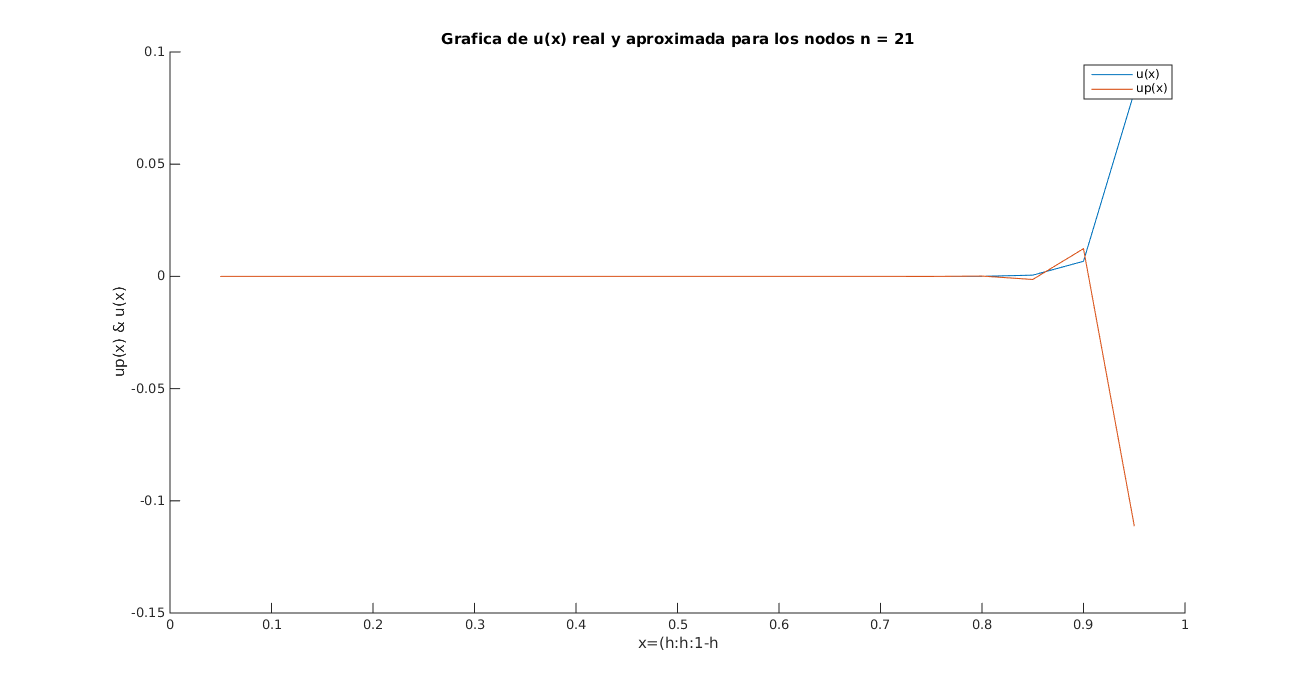 Grafica de u(x) real y aproximada para los nodos n = 21
u(x)
up(x)
0.1
0.05
0
-0.05
-0.1
-0.15
up(x) & u(x)
0 0.1 0.2 0.3 0.4 0.5 0.6 0.7 0.8 0.9 1
x=(h:h:1-h